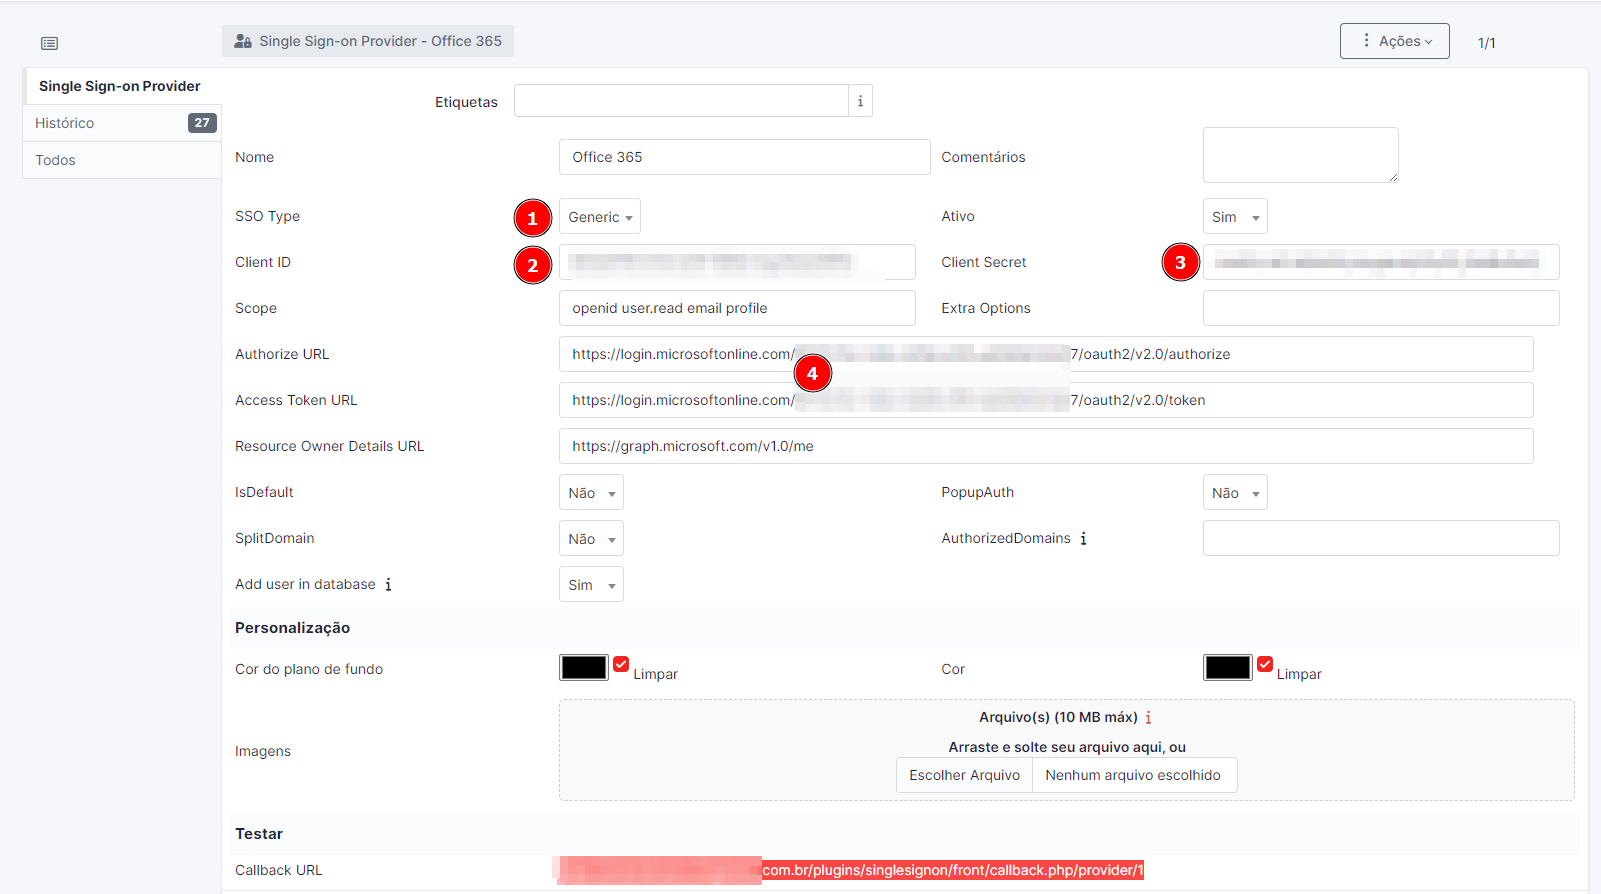 Single Sign-on Provider - Office 365
Ações
1/1
Single Sign-on Provider
Histórico 27
Todos
Etiquetas i
Nome Office 365 Comentários
SSO Type 1 Generic Ativo Sim
Client ID 2 Client Secret 3
Scope openid user.read email profile Extra Options
Authorize URL https://login.microsoftonline.com/ 7/oauth2/v2.0/authorize
4
Access Token URL https://login.microsoftonline.com/ 7/oauth2/v2.0/token
Resource Owner Details URL https://graph.microsoft.com/v1.0/me
IsDefault Não PopupAuth Não
SplitDomain Não AuthorizedDomains i
Add user in database i Sim
Personalização
Cor do plano de fundo Limpar Cor Limpar
Arquivo(s) (10 MB máx) i
Arraste e solte seu arquivo aqui, ou
Imagens
Escolher Arquivo Nenhum arquivo escolhido
Testar
Callback URL com.br/plugins/singlesignon/front/callback.php/provider/1